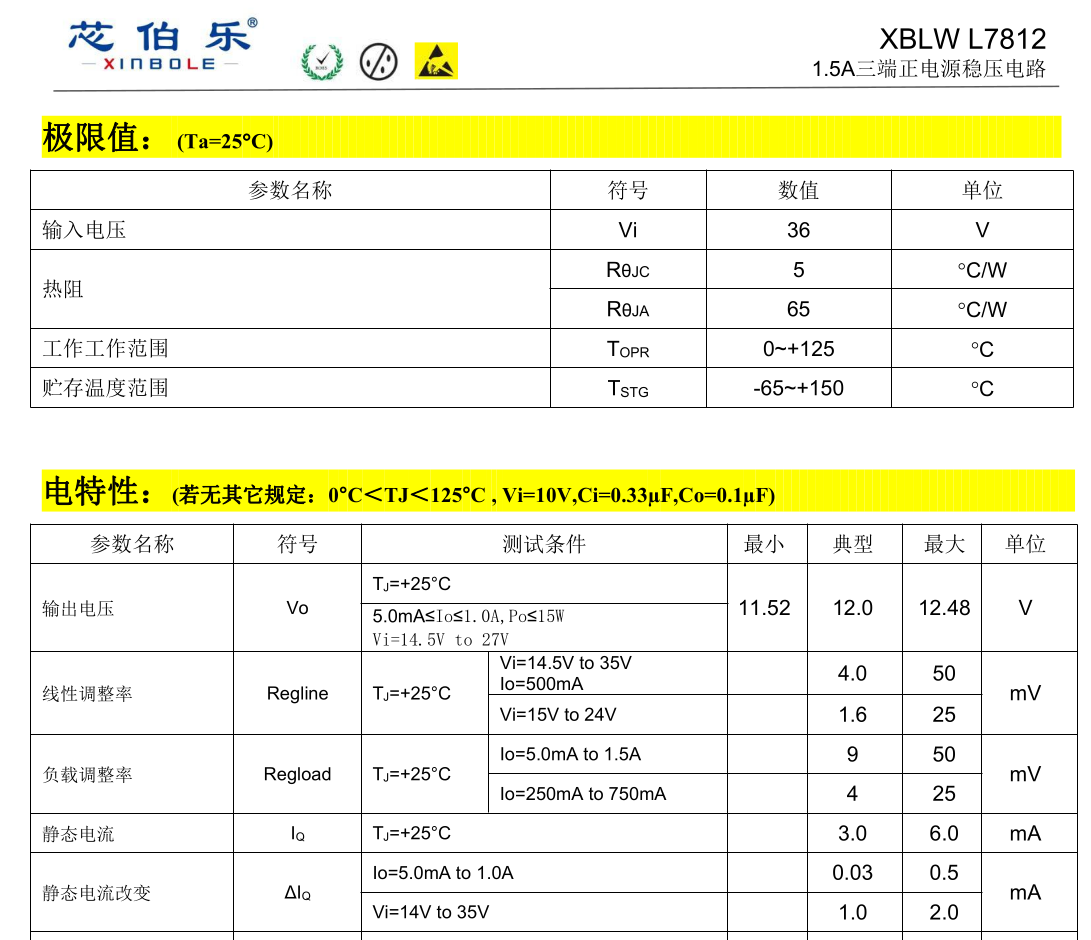 芯伯乐®
XINBOLE
XBLW L7812
1.5A三端正电源稳压电路
极限值：(Ta=25°C)
参数名称 符号 数值 单位
输入电压 Vi 36 V
热阻 RθJC 5 °C/W
RθJA 65 °C/W
工作工作范围 TOPR 0~+125 °C
贮存温度范围 TSTG -65~+150 °C
电特性：(若无其它规定：0°C＜TJ＜125°C , Vi=10V,Ci=0.33μF,Co=0.1μF)
参数名称 符号 测试条件 最小 典型 最大 单位
输出电压 Vo TJ=+25°C 11.52 12.0 12.48 V
5.0mA≤Io≤1.0A,Po≤15W
Vi=14.5V to 27V
线性调整率 Regline TJ=+25°C Vi=14.5V to 35V
Io=500mA 4.0 50 mV
Vi=15V to 24V 1.6 25
负载调整率 Regload TJ=+25°C Io=5.0mA to 1.5A 9 50 mV
Io=250mA to 750mA 4 25
静态电流 IQ TJ=+25°C 3.0 6.0 mA
静态电流改变 ΔIQ Io=5.0mA to 1.0A 0.03 0.5 mA
Vi=14V to 35V 1.0 2.0